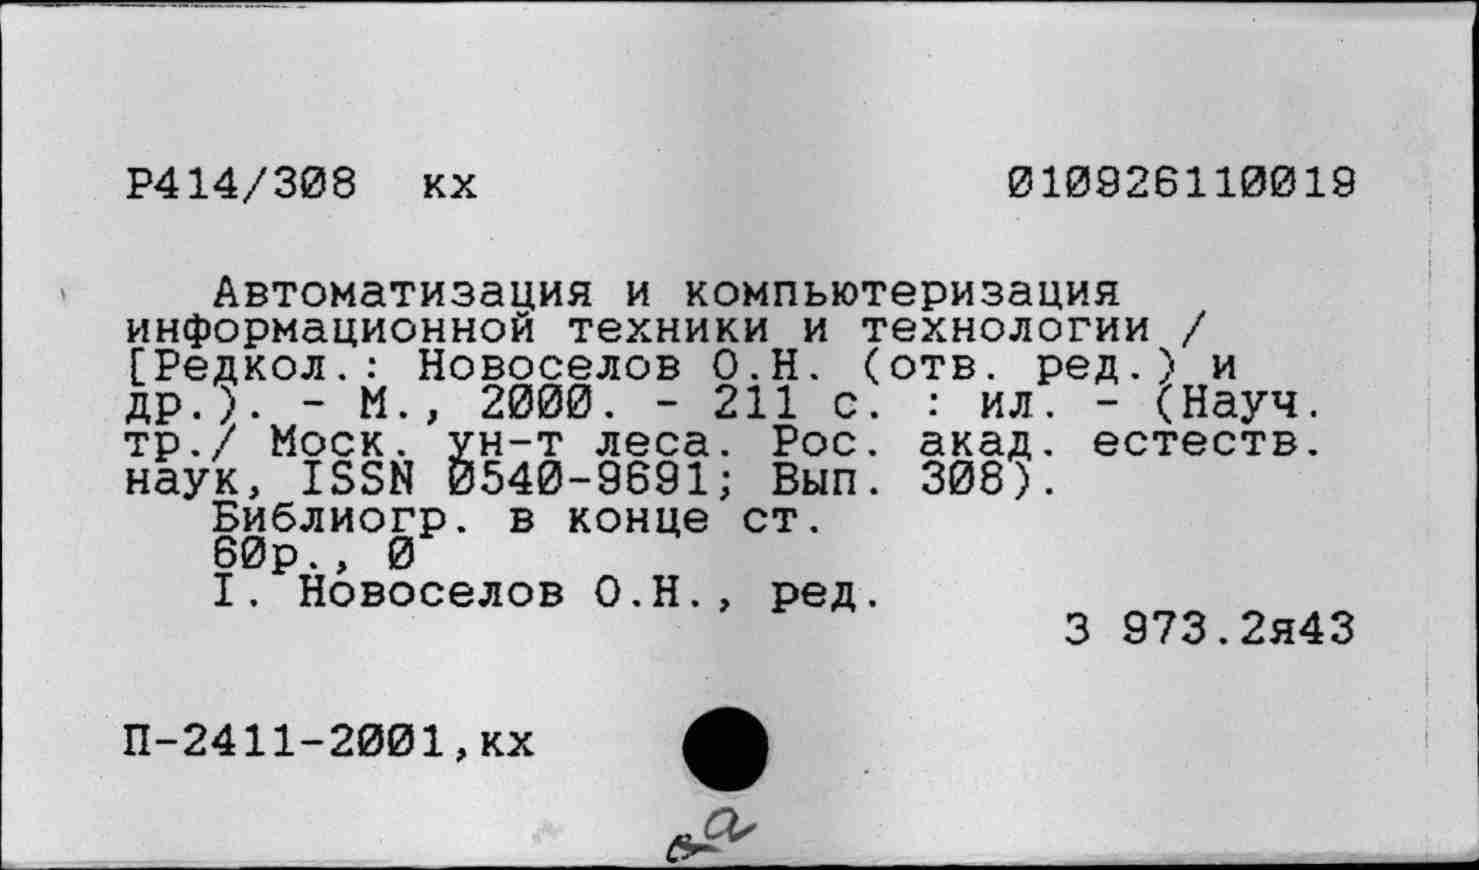 Р414/308 кх 010926110019
Автоматизация и компьютеризация
информационной техники и технологии /
[Редкол.: Новоселов О.Н. (отв. ред.) и
др.). - М., 2000. - 211 с. : ил. - (Науч.
тр./ Моск. ун-т леса. Рос. акад. естеств.
наук, ISSN 0540-9691; Вып. 308).
Библиогр. в конце ст.
60р., 0
I. Новоселов О.Н., ред.
З 973.2я43
П-2411-2001,кх